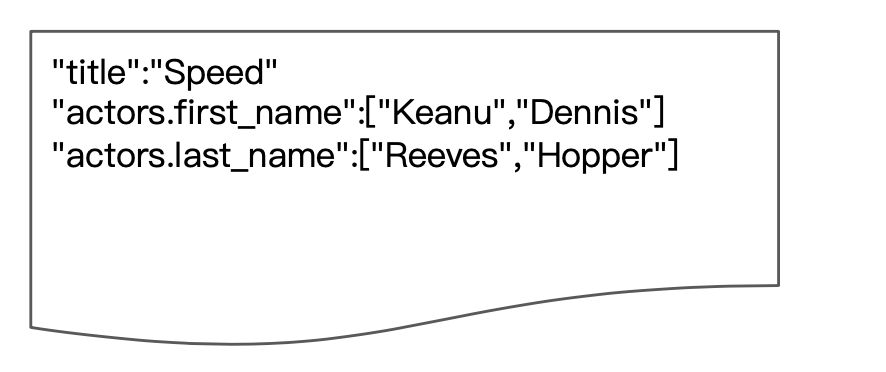 "title":"Speed"
"actors.first_name":["Keanu","Dennis"]
"actors.last_name":["Reeves","Hopper"]